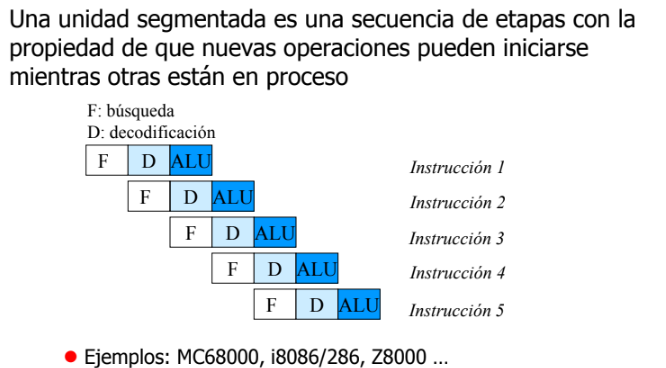 Una unidad segmentada es una secuencia de etapas con la
propiedad de que nuevas operaciones pueden iniciarse
mientras otras están en proceso
F: búsqueda
D: decodificación
F D ALU Instrucción 1
F D ALU Instrucción 2
F D ALU Instrucción 3
F D ALU Instrucción 4
F D ALU Instrucción 5
Ejemplos: MC68000, i8086/286, Z8000 ...